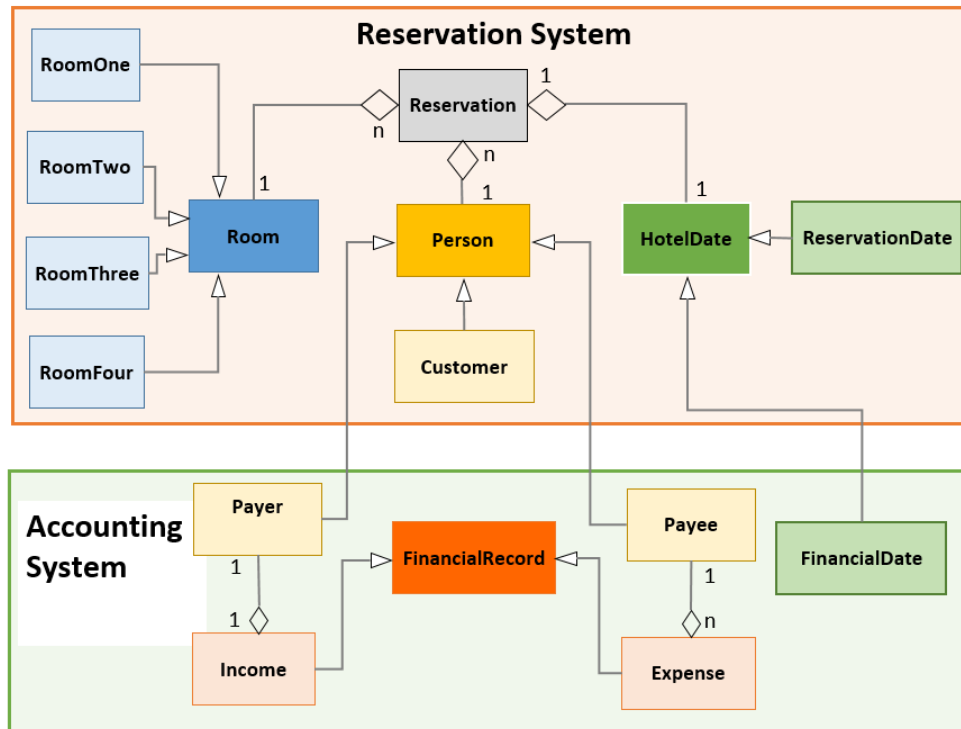 Reservation System
RoomOne
Reservation
1
n
n
RoomTwo
1
1
1
Room
Person
HotelDate
ReservationDate
RoomThree
RoomFour
Customer
Accounting
System
Payer
Payee
FinancialRecord
FinancialDate
1
1
1
n
Income
Expense